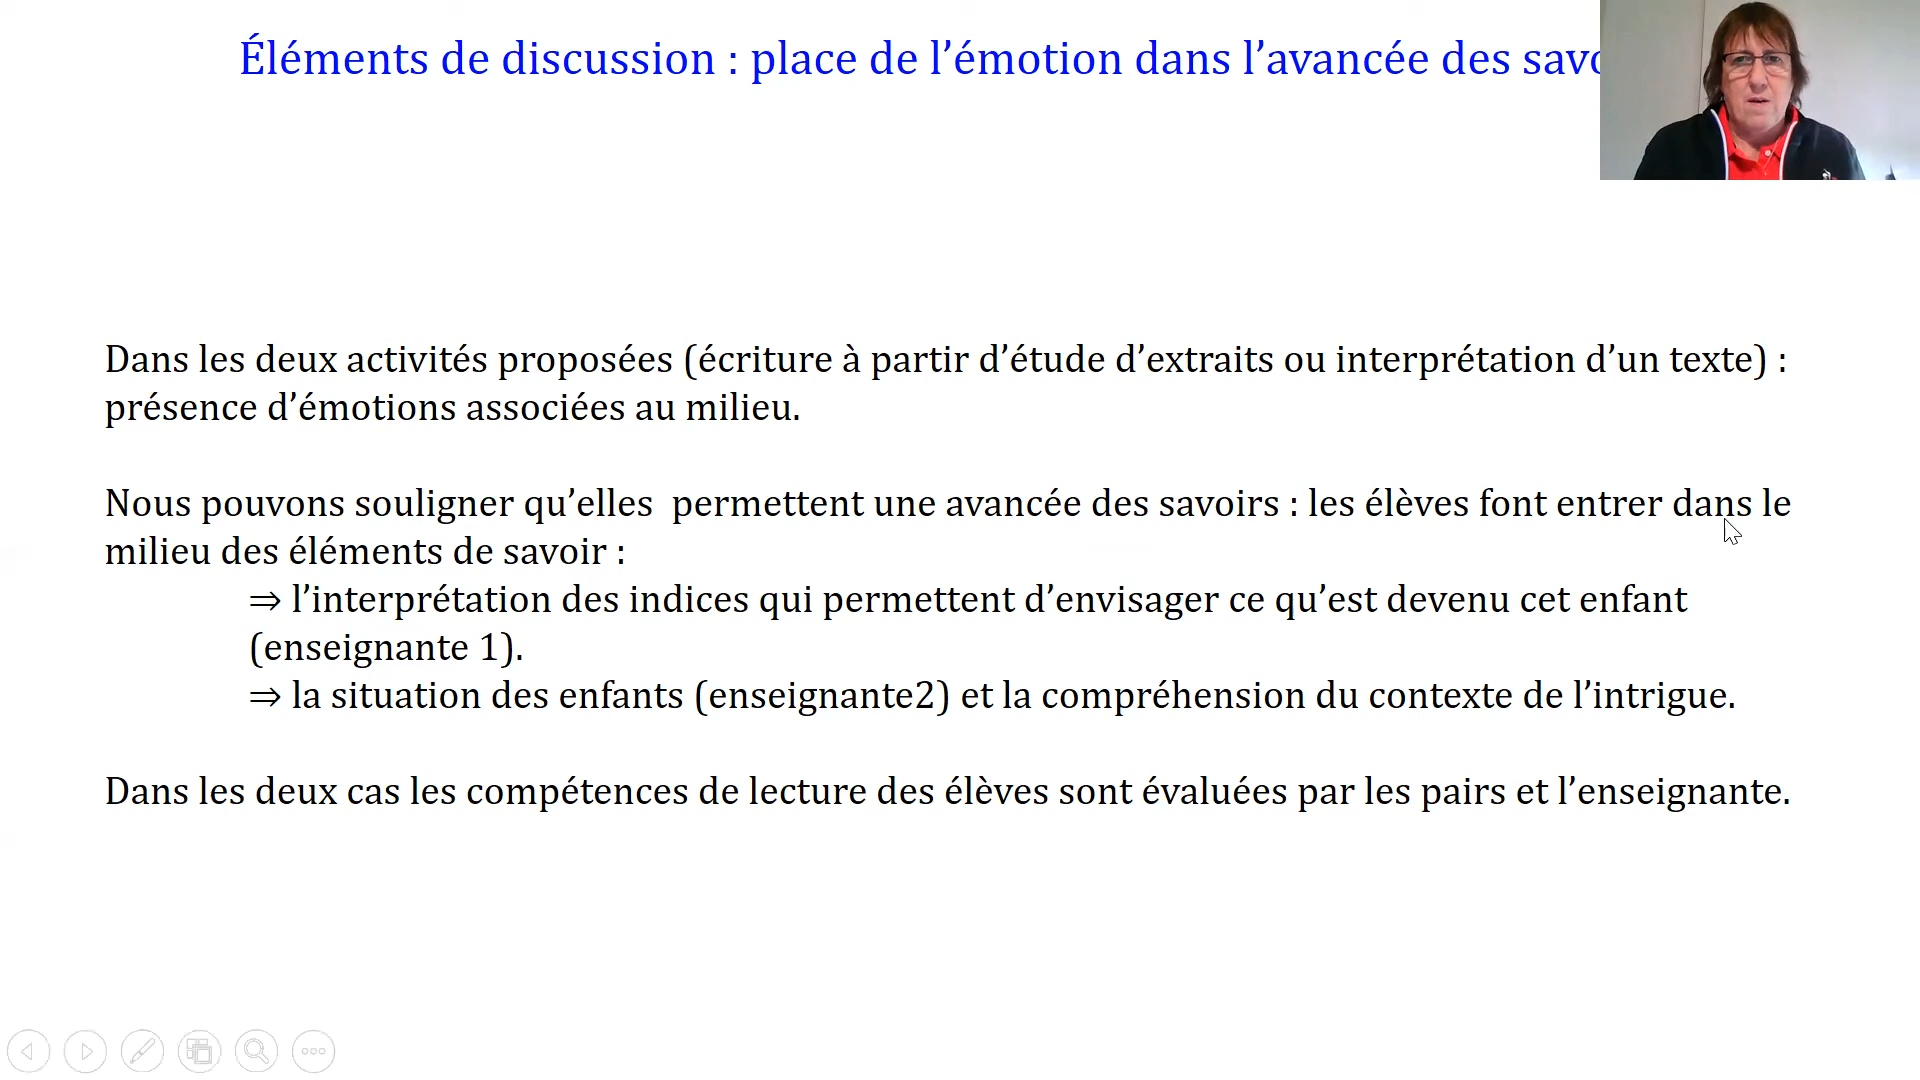 Éléments de discussion : place de l’émotion dans l’avancée des
Dans les deux activités proposées (écriture à partir d’étude d’extraits ou interprétation d’un texte) :
présence d’émotions associées au milieu.
Nous pouvons souligner qu’elles  permettent une avancée des savoirs : les élèves font entrer dans le
milieu des éléments de savoir :
⇒ l’interprétation des indices qui permettent d’envisager ce qu’est devenu cet enfant
(enseignante 1).
⇒ la situation des enfants (enseignante2) et la compréhension du contexte de l’intrigue.
Dans les deux cas les compétences de lecture des élèves sont évaluées par les pairs et l’enseignante.